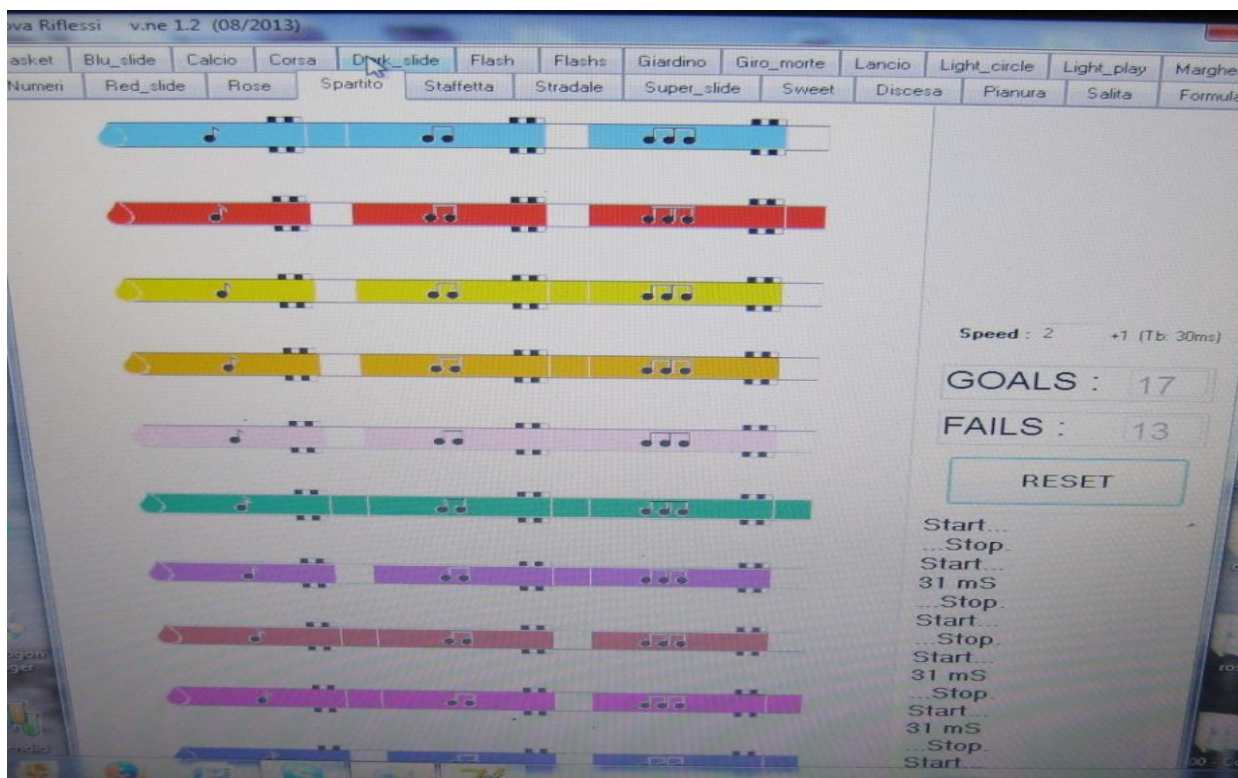 ova Riflessi v.ne 1.2 (08/2013)
asket Blu_slide Calcio Corsa Dark_slide Flash Flashs Giardino Giro_morte Lancio Light_circle Light_play Marghe
Numeri Red_slide Rose Spartito Staffetta Stradale Super_slide Sweet Discesa Pianura Salita Formula
Speed : 2 +1 (Tb: 30ms)
GOALS : 17
FAILS : 13
RESET
Start...
...Stop.
Start...
31 mS
...Stop.
Start...
...Stop.
Start...
31 mS
...Stop.
Start...
31 mS
...Stop.
Start...